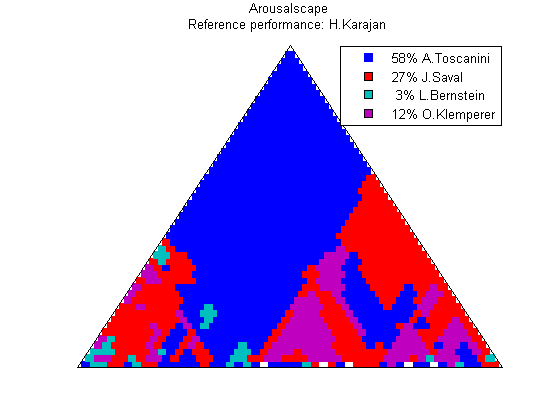 Arousalscape
Reference performance: H.Karajan
58% A.Toscanini
27% J.Saval
3% L.Bernstein
12% O.Klemperer